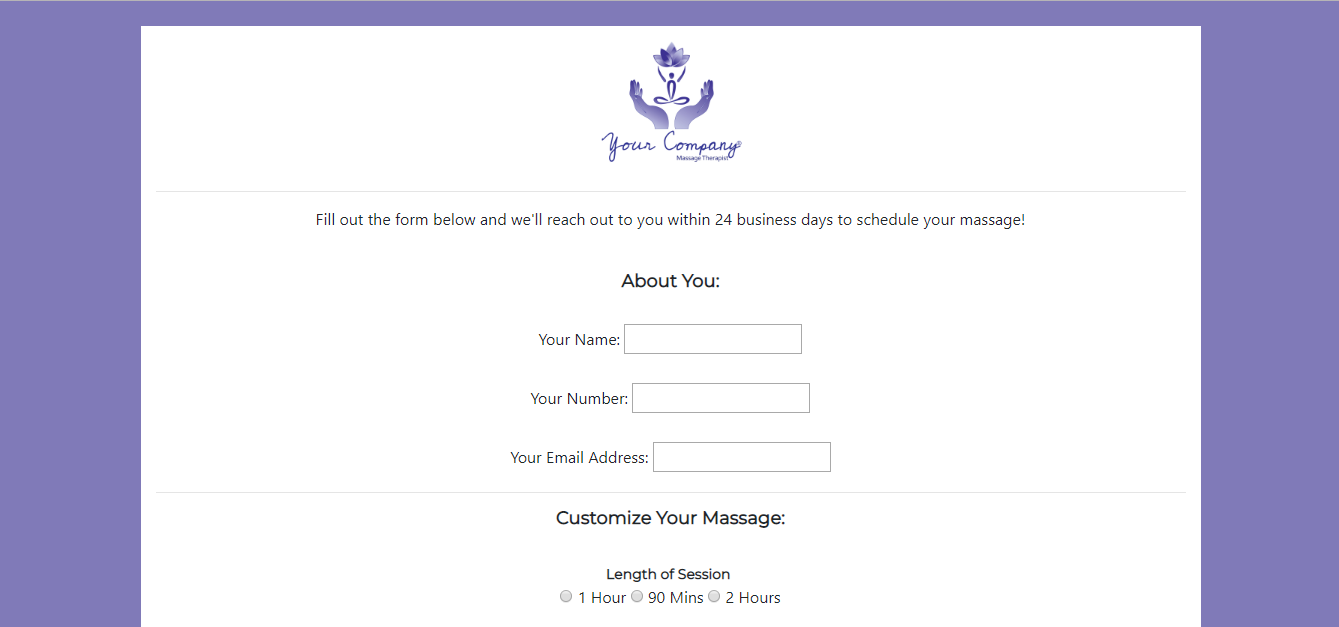 Your Company®
Massage Therapist
Fill out the form below and we'll reach out to you within 24 business days to schedule your massage!
About You:
Your Name:
Your Number:
Your Email Address:
Customize Your Massage:
Length of Session
1 Hour 90 Mins 2 Hours